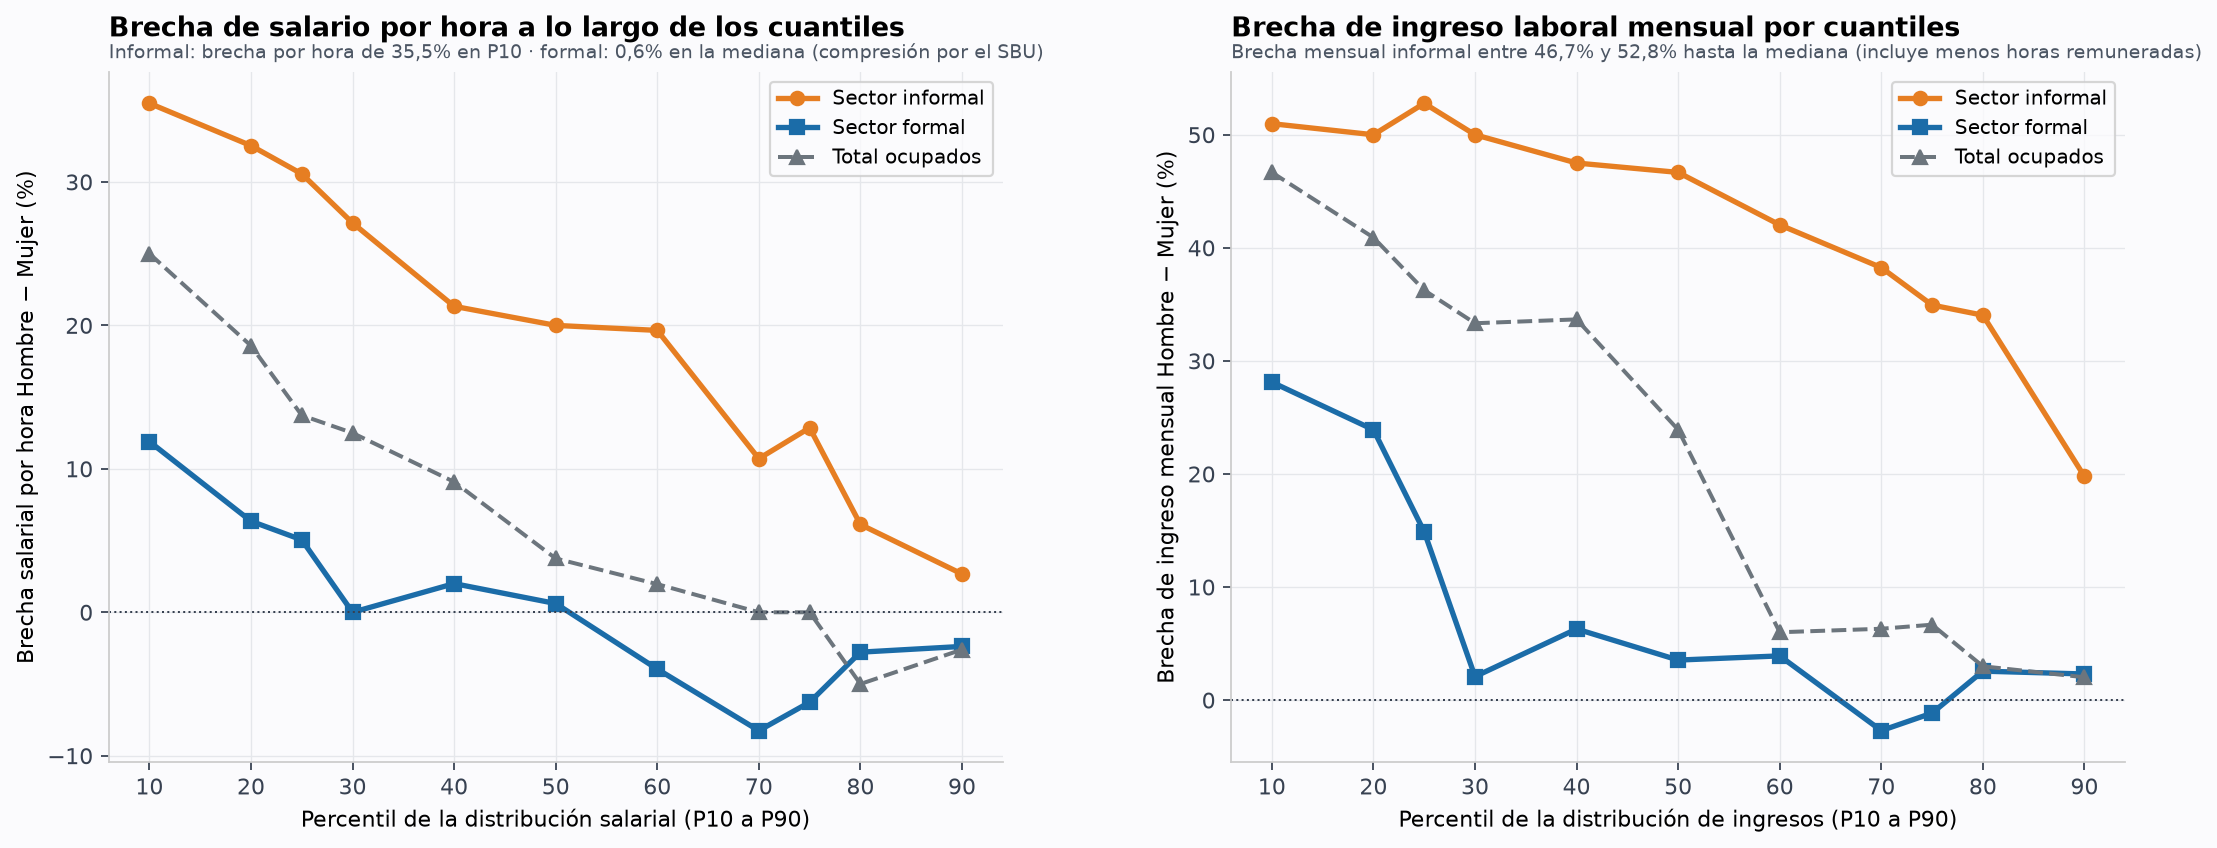 Brecha de salario por hora a lo largo de los cuantiles
Informal: brecha por hora de 35,5% en P10 · formal: 0,6% en la mediana (compresión por el SBU)
Sector informal
Sector formal
Total ocupados
Brecha salarial por hora Hombre − Mujer (%)
30
20
10
0
−10
10 20 30 40 50 60 70 80 90
Percentil de la distribución salarial (P10 a P90)
Brecha de ingreso laboral mensual por cuantiles
Brecha mensual informal entre 46,7% y 52,8% hasta la mediana (incluye menos horas remuneradas)
Sector informal
Sector formal
Total ocupados
Brecha de ingreso mensual Hombre − Mujer (%)
50
40
30
20
10
0
10 20 30 40 50 60 70 80 90
Percentil de la distribución de ingresos (P10 a P90)